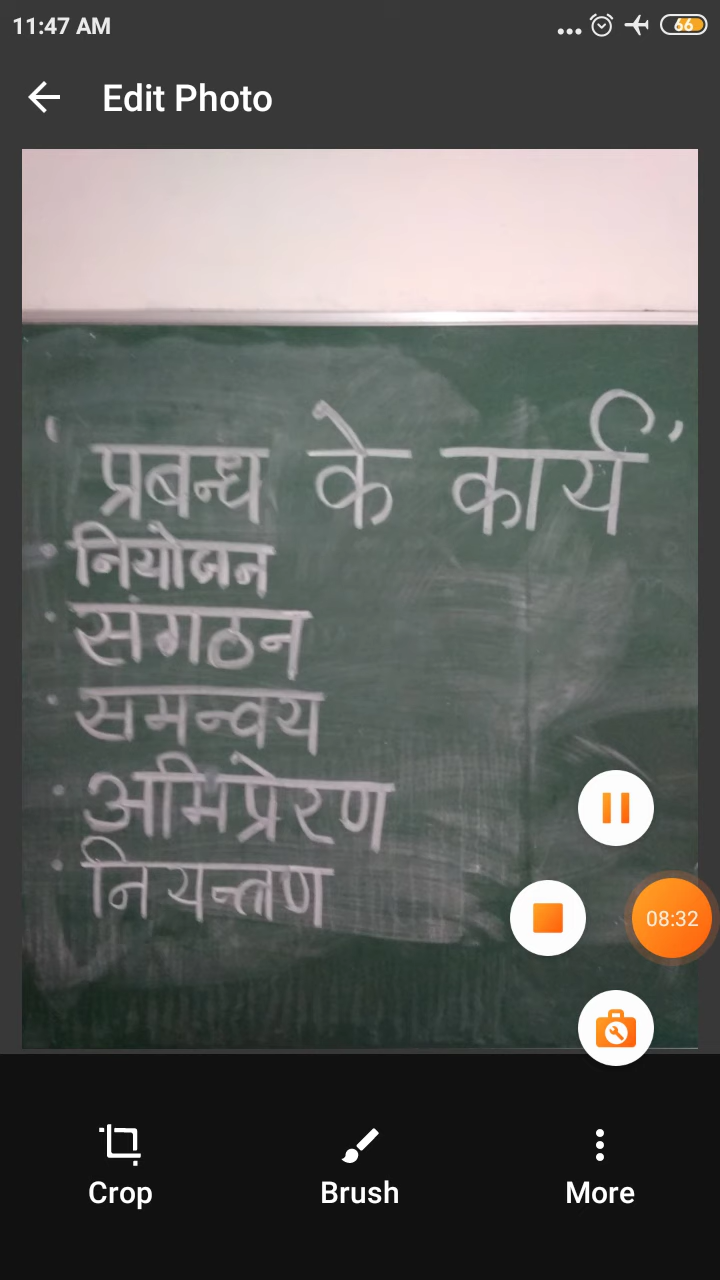 11:47 AM
66
Edit Photo
' प्रबन्ध के कार्य '
· नियोजन
· संगठन
· समन्वय
· अभिप्रेरण
· नियन्त्रण
08:32
Crop Brush More